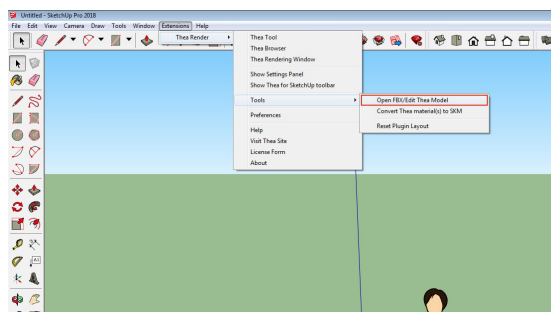 Untitled - SketchUp Pro 2018
File Edit View Camera Draw Tools Window Extensions Help
Thea Render
Thea Tool
Thea Browser
Thea Rendering Window
Show Settings Panel
Show Thea for SketchUp toolbar
Tools
Open FBX/Edit Thea Model
Convert Thea material(s) to SKM
Reset Plugin Layout
Preferences
Help
Visit Thea Site
License Form
About